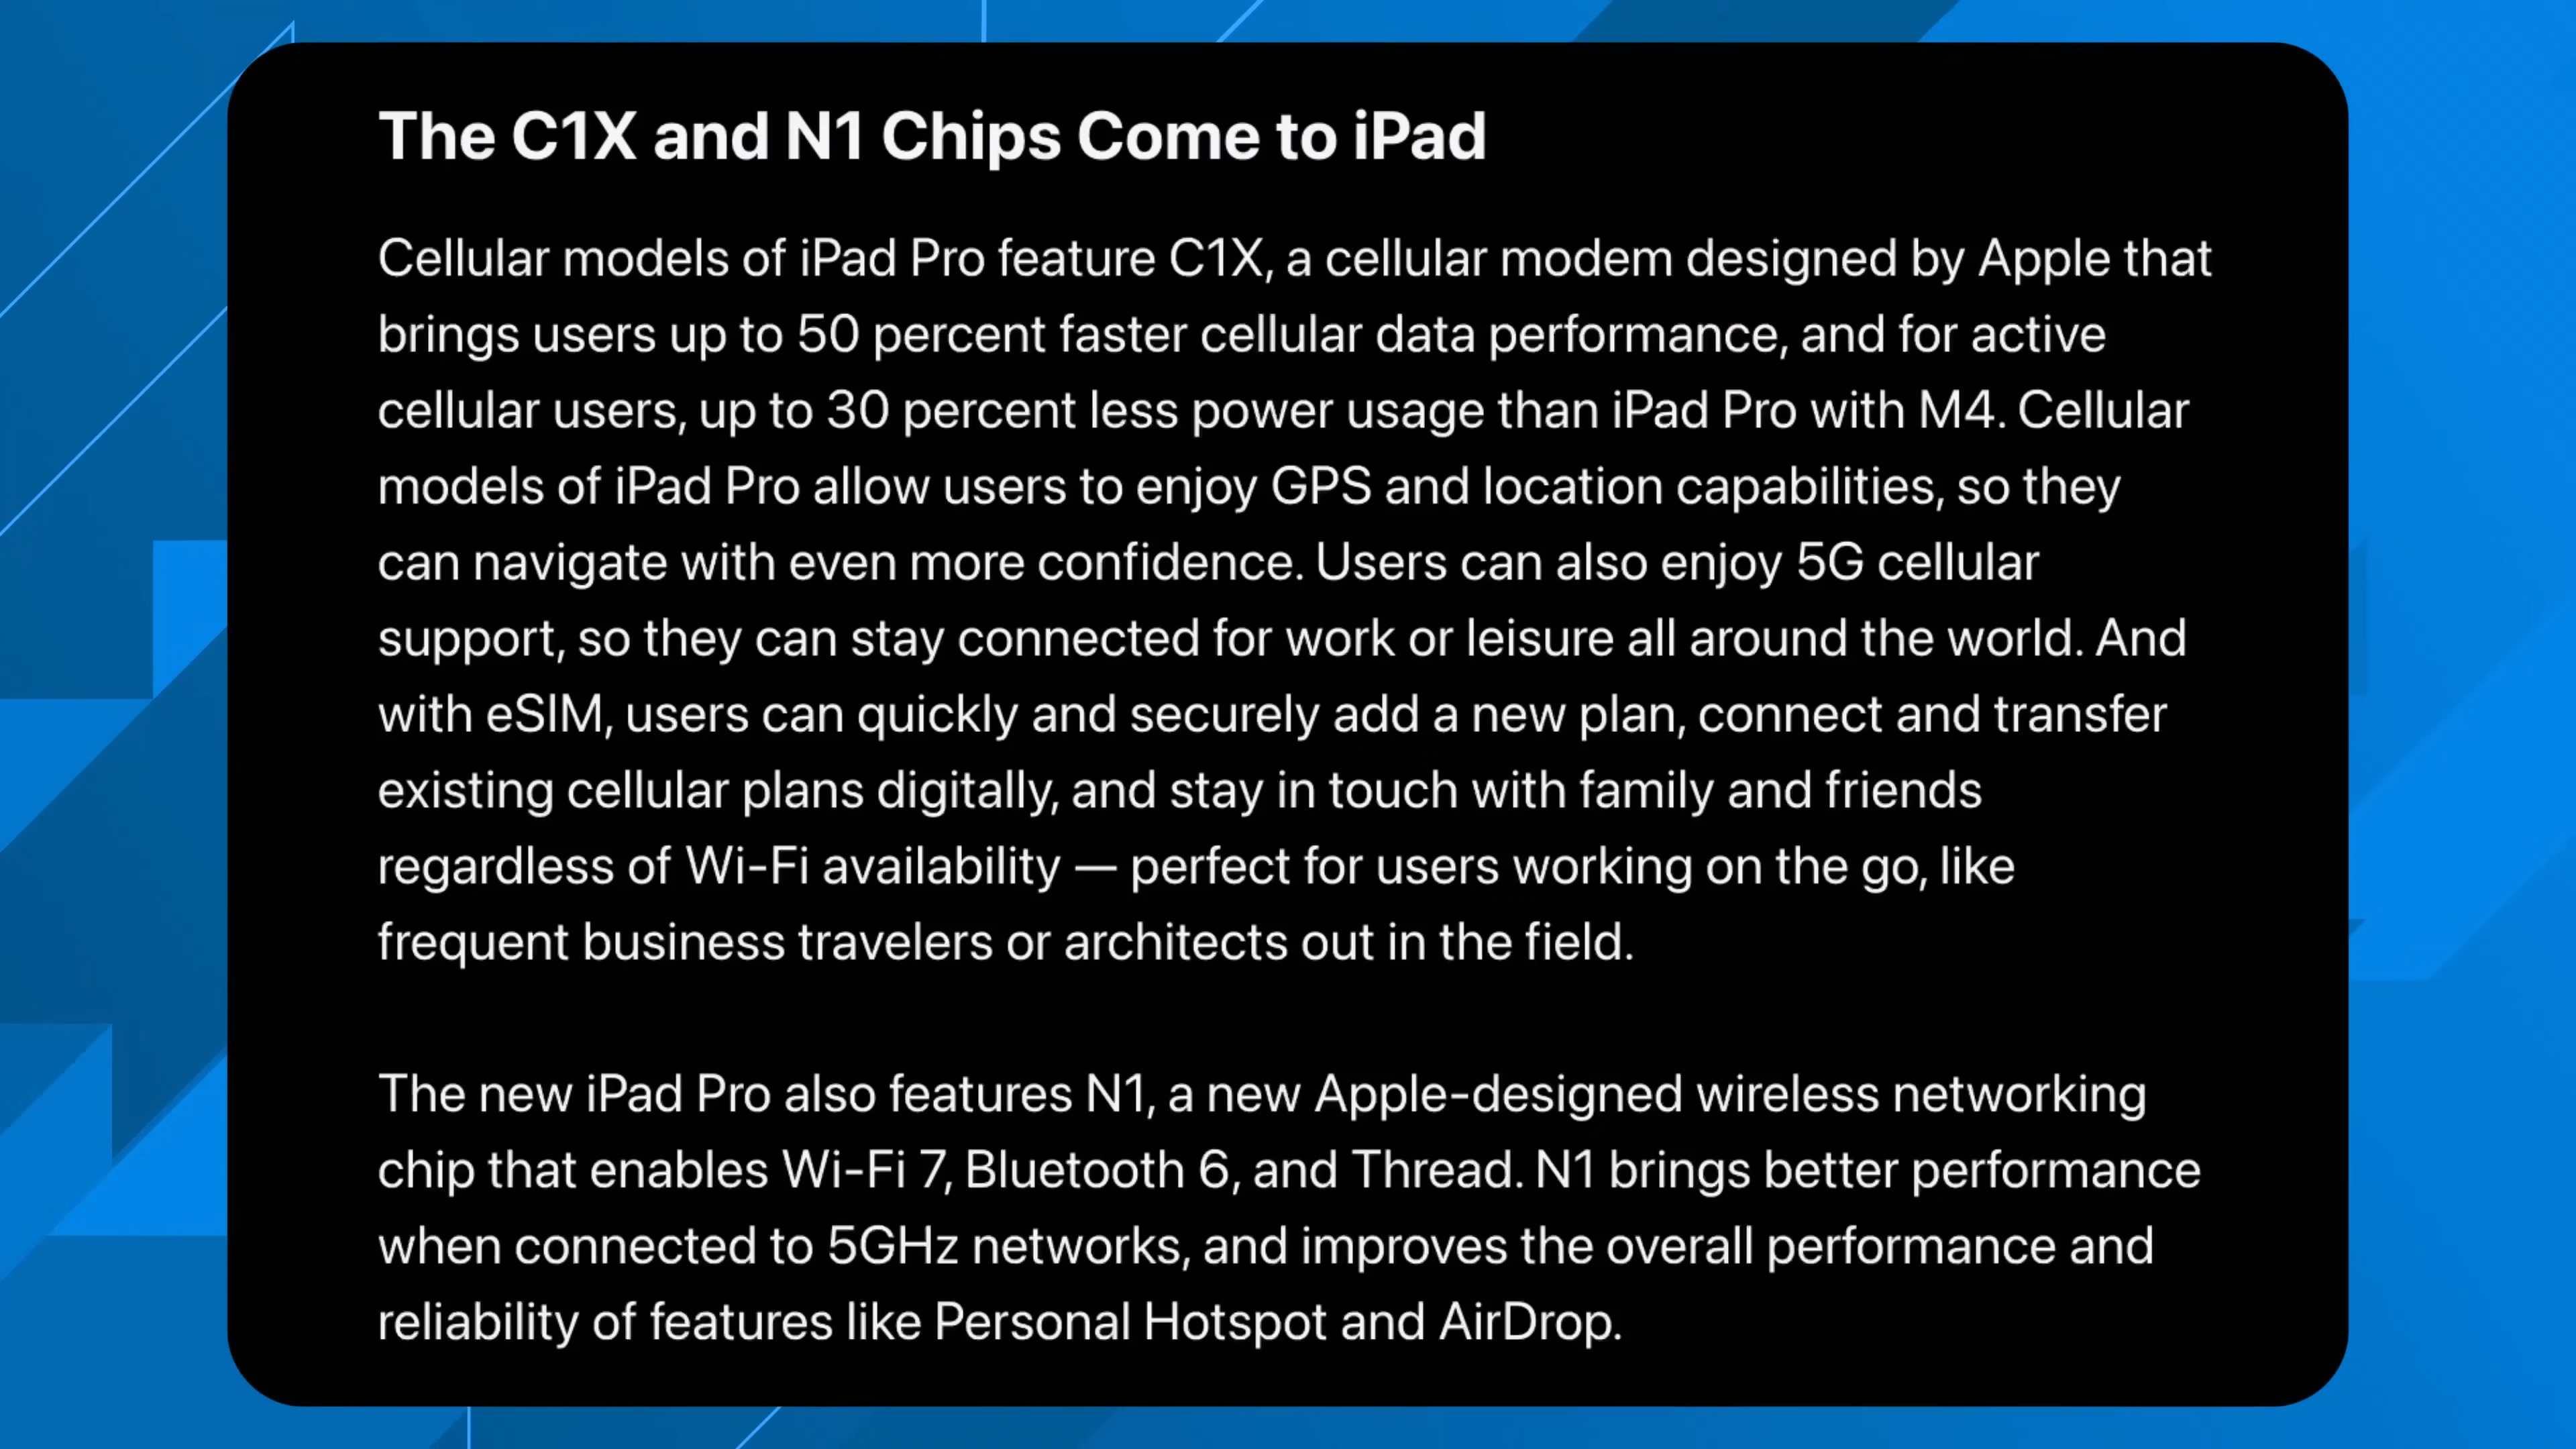 The C1X and N1 Chips Come to iPad
Cellular models of iPad Pro feature C1X, a cellular modem designed by Apple that
brings users up to 50 percent faster cellular data performance, and for active
cellular users, up to 30 percent less power usage than iPad Pro with M4. Cellular
models of iPad Pro allow users to enjoy GPS and location capabilities, so they
can navigate with even more confidence. Users can also enjoy 5G cellular
support, so they can stay connected for work or leisure all around the world. And
with eSIM, users can quickly and securely add a new plan, connect and transfer
existing cellular plans digitally, and stay in touch with family and friends
regardless of Wi-Fi availability — perfect for users working on the go, like
frequent business travelers or architects out in the field.
The new iPad Pro also features N1, a new Apple-designed wireless networking
chip that enables Wi-Fi 7, Bluetooth 6, and Thread. N1 brings better performance
when connected to 5GHz networks, and improves the overall performance and
reliability of features like Personal Hotspot and AirDrop.